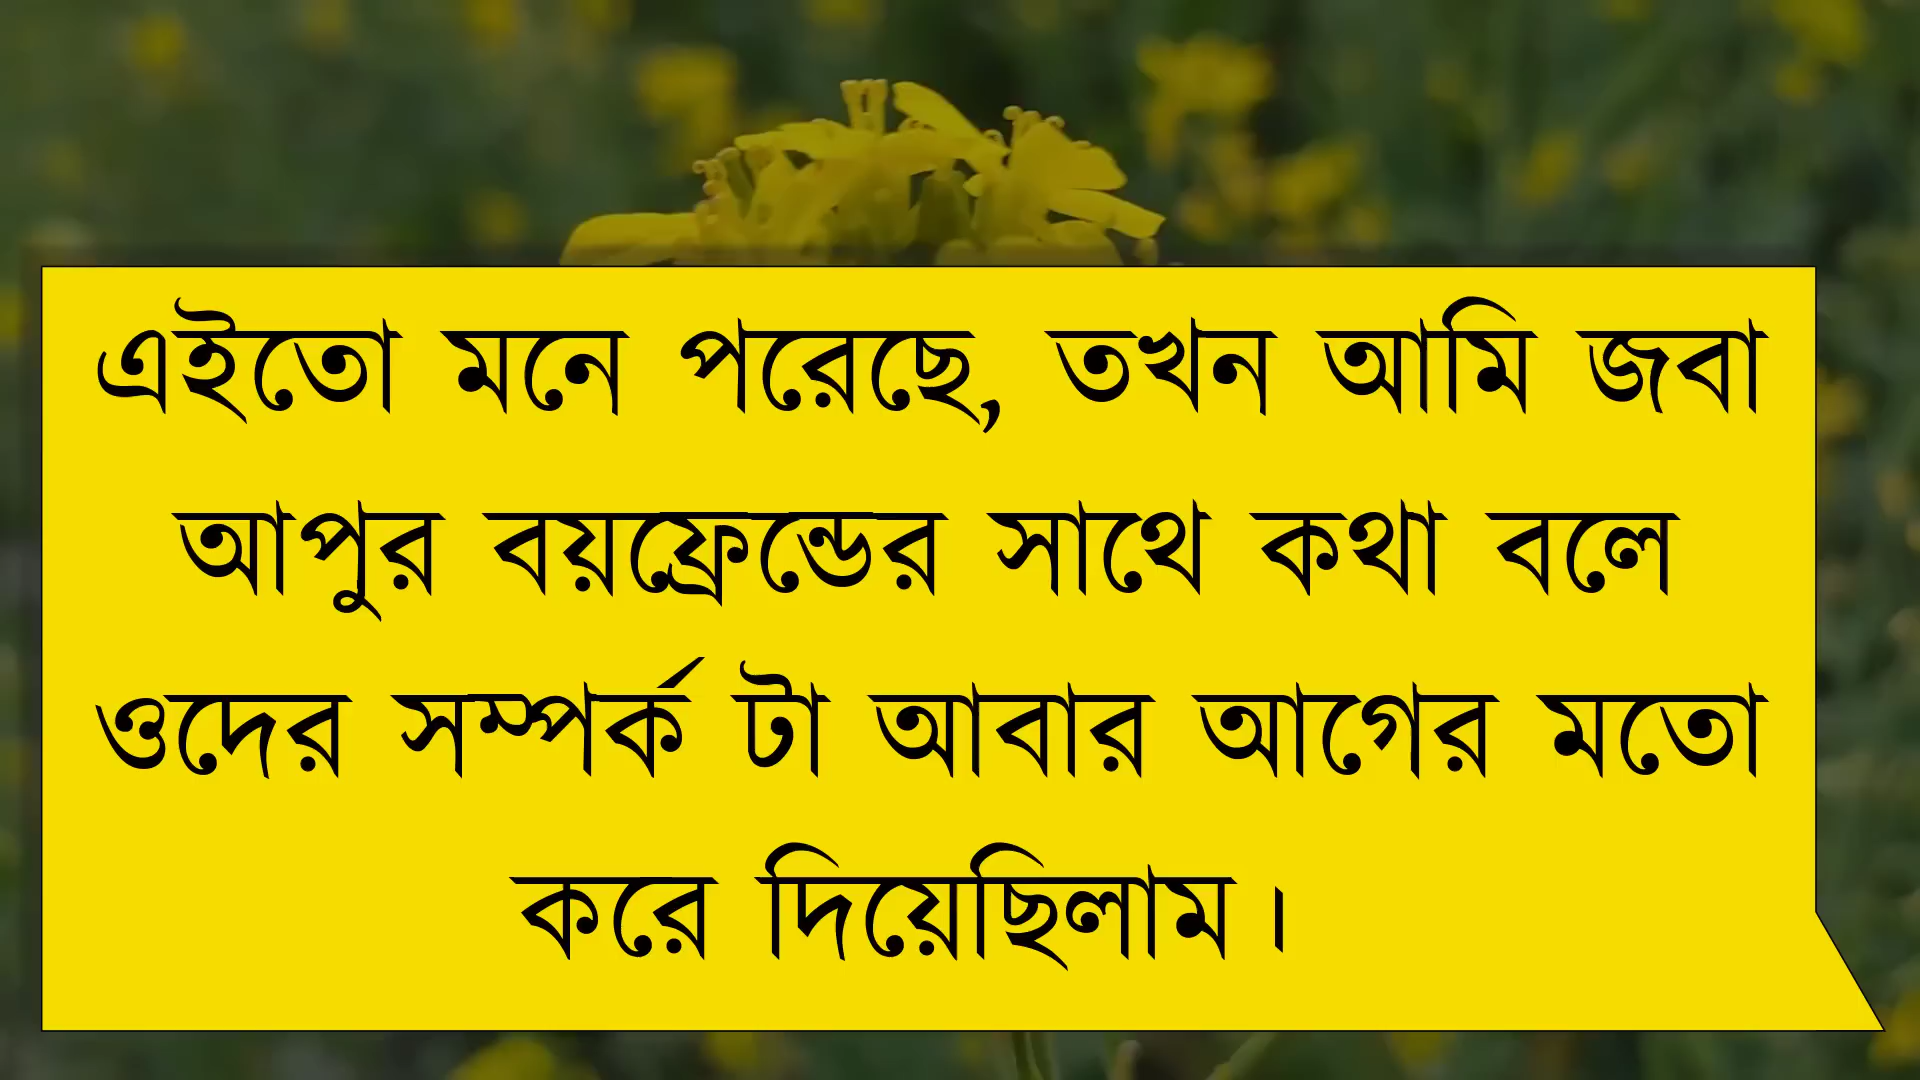 এইতো মনে পরেছে, তখন আমি জবা
আপুর বয়ফ্রেন্ডের সাথে কথা বলে
ওদের সম্পর্ক টা আবার আগের মতো
করে দিয়েছিলাম।